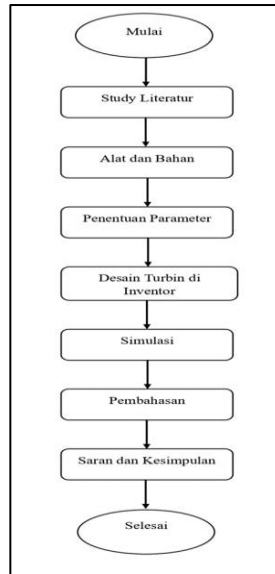 Mulai
Study Literatur
Alat dan Bahan
Penentuan Parameter
Desain Turbin di
Inventor
Simulasi
Pembahasan
Saran dan Kesimpulan
Selesai